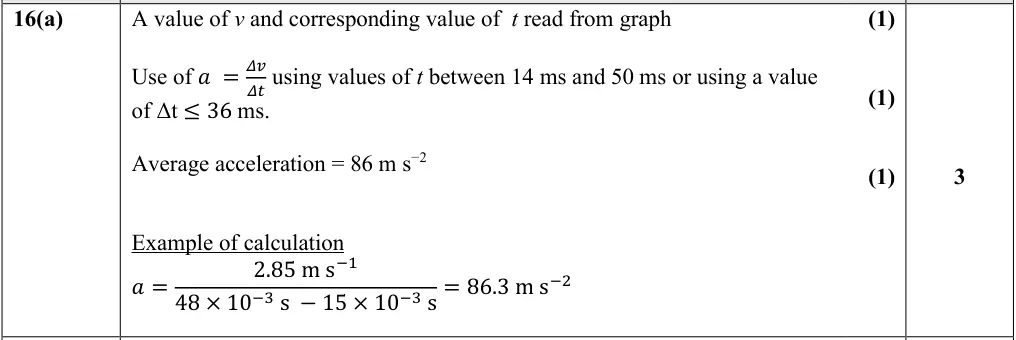 16(a) A value of v and corresponding value of t read from graph (1)
Use of a = Δv/Δt using values of t between 14 ms and 50 ms or using a value
of Δt ≤ 36 ms. (1)
Average acceleration = 86 m s⁻²
(1) 3
Example of calculation
a = 2.85 m s⁻¹ / 48 × 10⁻³ s − 15 × 10⁻³ s = 86.3 m s⁻²